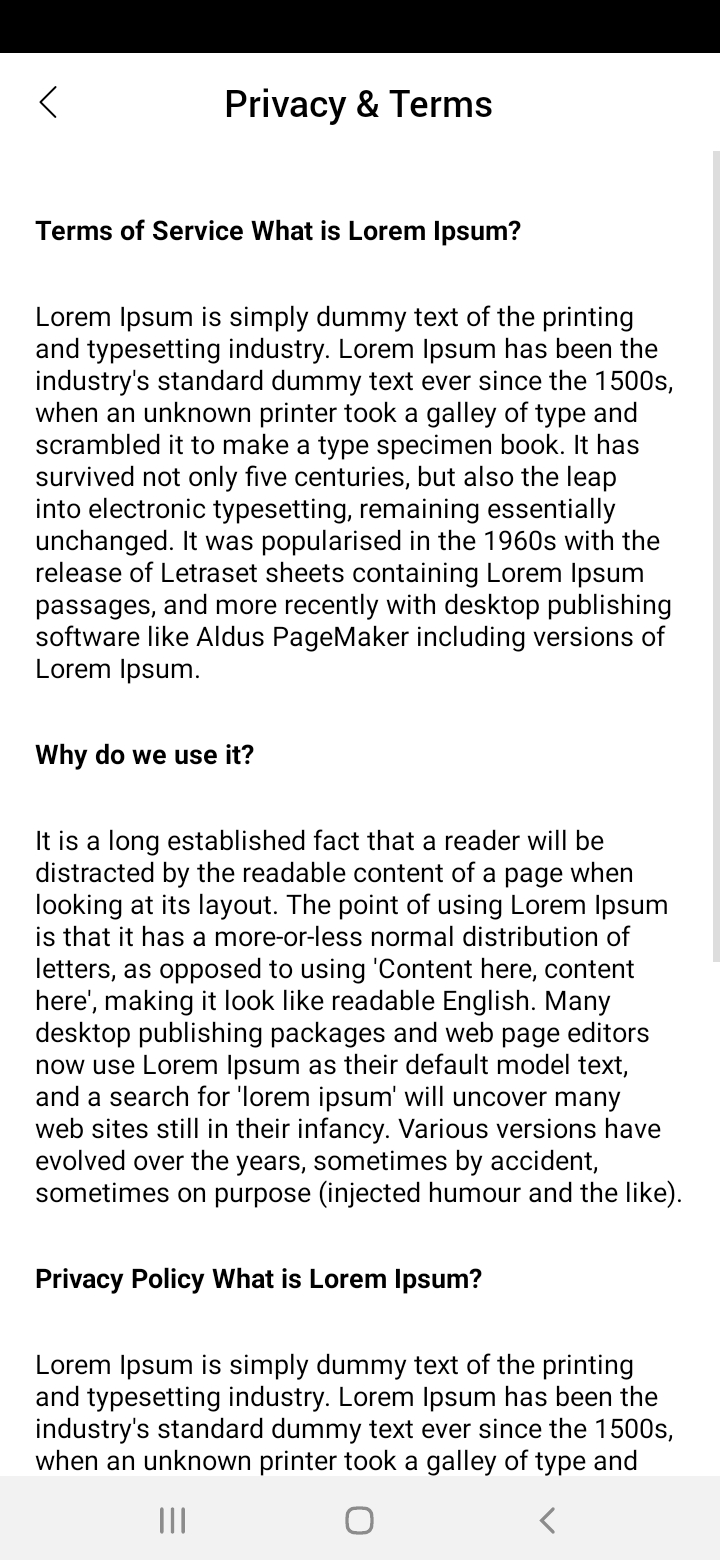 Privacy & Terms
Terms of Service What is Lorem Ipsum?
Lorem Ipsum is simply dummy text of the printing
and typesetting industry. Lorem Ipsum has been the
industry's standard dummy text ever since the 1500s,
when an unknown printer took a galley of type and
scrambled it to make a type specimen book. It has
survived not only five centuries, but also the leap
into electronic typesetting, remaining essentially
unchanged. It was popularised in the 1960s with the
release of Letraset sheets containing Lorem Ipsum
passages, and more recently with desktop publishing
software like Aldus PageMaker including versions of
Lorem Ipsum.
Why do we use it?
It is a long established fact that a reader will be
distracted by the readable content of a page when
looking at its layout. The point of using Lorem Ipsum
is that it has a more-or-less normal distribution of
letters, as opposed to using 'Content here, content
here', making it look like readable English. Many
desktop publishing packages and web page editors
now use Lorem Ipsum as their default model text,
and a search for 'lorem ipsum' will uncover many
web sites still in their infancy. Various versions have
evolved over the years, sometimes by accident,
sometimes on purpose (injected humour and the like).
Privacy Policy What is Lorem Ipsum?
Lorem Ipsum is simply dummy text of the printing
and typesetting industry. Lorem Ipsum has been the
industry's standard dummy text ever since the 1500s,
when an unknown printer took a galley of type and